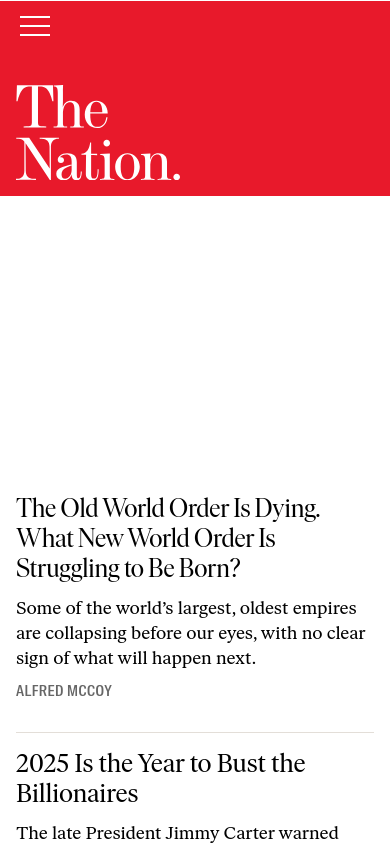 The
Nation.
The Old World Order Is Dying.
What New World Order Is
Struggling to Be Born?
Some of the world’s largest, oldest empires
are collapsing before our eyes, with no clear
sign of what will happen next.
ALFRED MCCOY
2025 Is the Year to Bust the
Billionaires
The late President Jimmy Carter warned